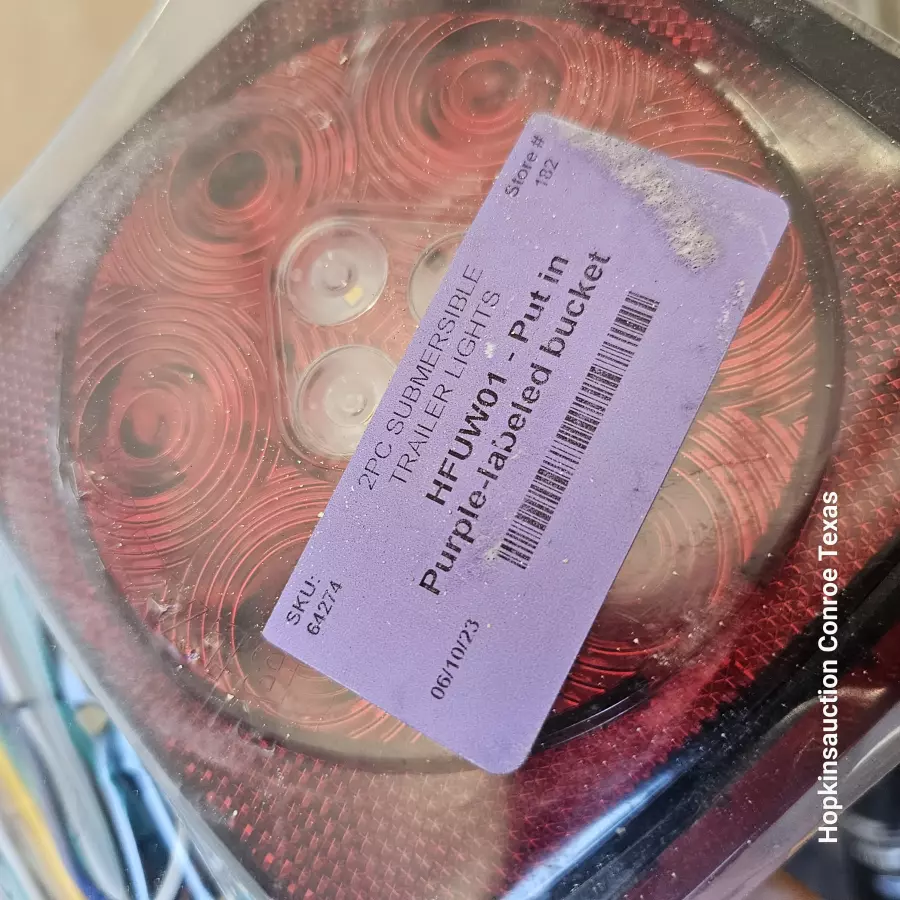 Store #
182
2PC SUBMERSIBLE
TRAILER LIGHTS
HFUW01 - Put in
Purple-labeled bucket
SKU:
64274
06/10/23
Hopkinsauction Conroe Texas